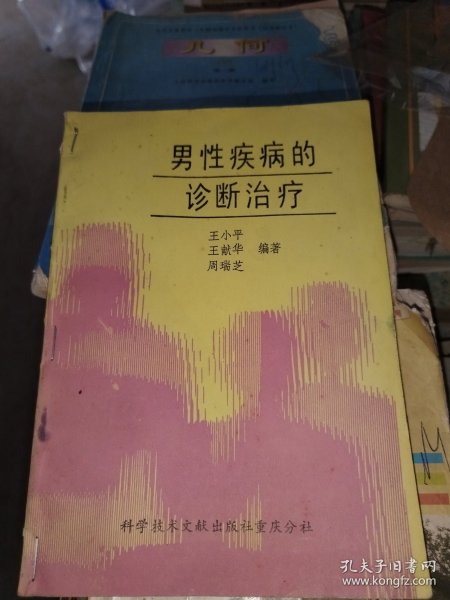 几何
男性疾病的
诊断治疗
王小平
王献华 编著
周瑞芝
科学技术文献出版社重庆分社
孔夫子旧书网
www.kongfz.com